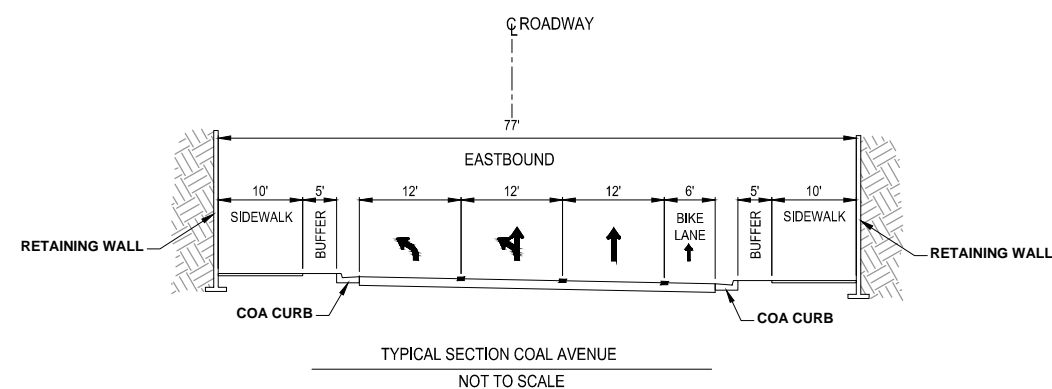 ℄ ROADWAY
77'
EASTBOUND
10' 5' 12' 12' 12' 6' 5' 10'
SIDEWALK
BUFFER
BIKE
LANE
BUFFER
SIDEWALK
RETAINING WALL
RETAINING WALL
COA CURB
COA CURB
TYPICAL SECTION COAL AVENUE
NOT TO SCALE